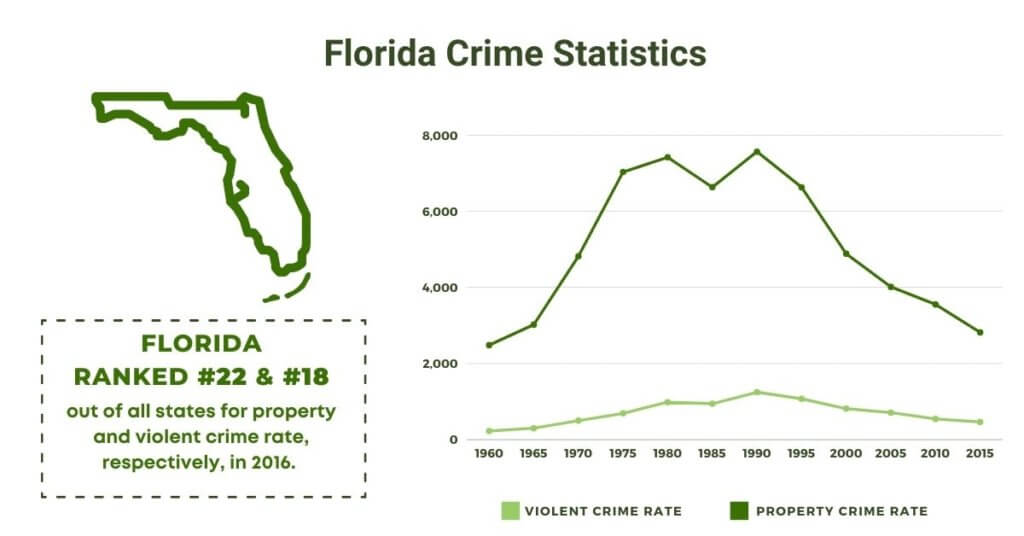 Florida Crime Statistics
FLORIDA
RANKED #22 & #18
out of all states for property
and violent crime rate,
respectively, in 2016.
8,000
6,000
4,000
2,000
0
1960 1965 1970 1975 1980 1985 1990 1995 2000 2005 2010 2015
VIOLENT CRIME RATE PROPERTY CRIME RATE